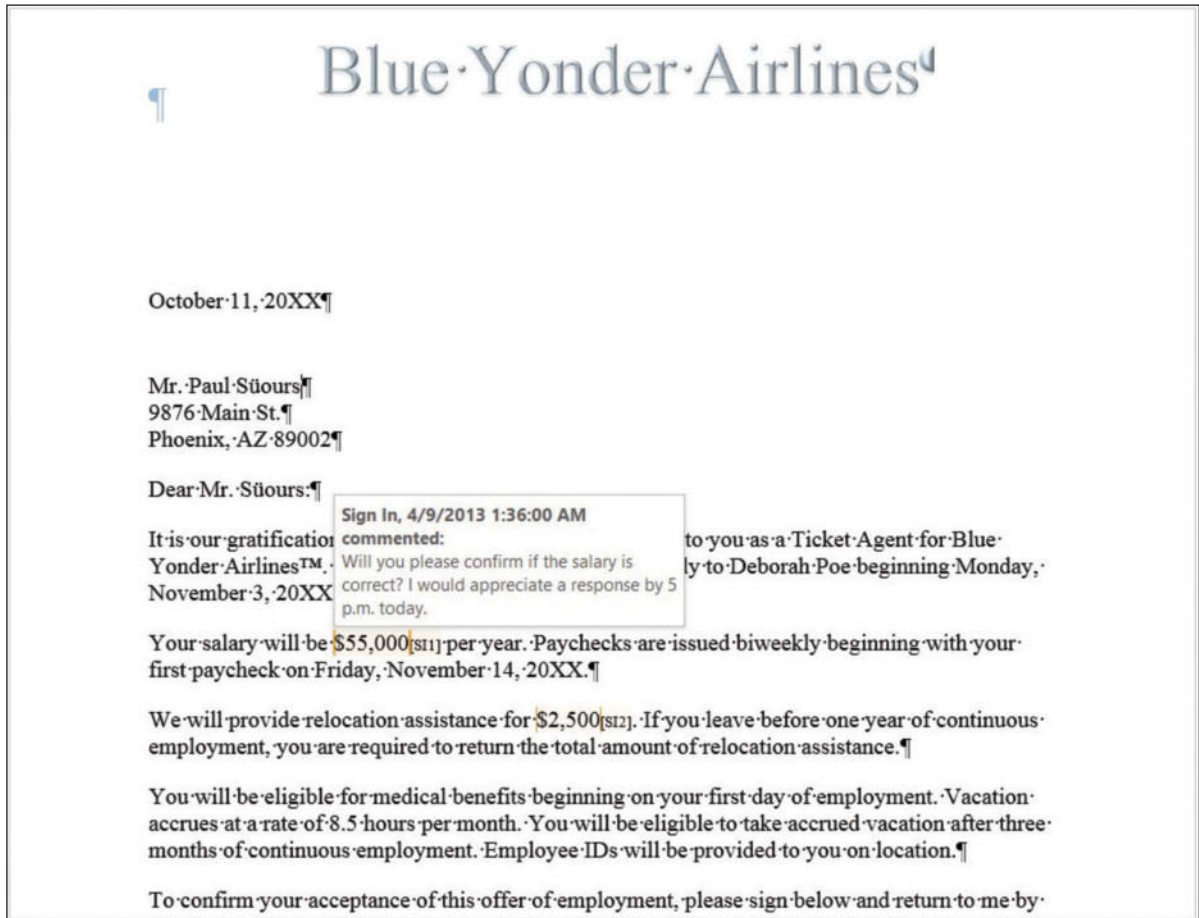 Blue·Yonder·Airlines¶
¶
October·11,·20XX¶
Mr.·Paul·Süours¶
9876·Main·St.¶
Phoenix,·AZ·89002¶
Dear·Mr.·Süours:¶
Sign In, 4/9/2013 1:36:00 AM
commented:
Will you please confirm if the salary is
correct? I would appreciate a response by 5
p.m. today.
It·is·our·gratification to·you·as·a·Ticket·Agent·for·Blue·
Yonder·Airlines™.· ly·to·Deborah·Poe·beginning·Monday,·
November·3,·20XX
Your·salary·will·be·$55,000[SI1]·per·year.·Paychecks·are·issued·biweekly·beginning·with·your·
first·paycheck·on·Friday,·November·14,·20XX.¶
We·will·provide·relocation·assistance·for·$2,500[SI2].·If·you·leave·before·one·year·of·continuous·
employment,·you·are·required·to·return·the·total·amount·of·relocation·assistance.¶
You·will·be·eligible·for·medical·benefits·beginning·on·your·first·day·of·employment.·Vacation·
accrues·at·a·rate·of·8.5·hours·per·month.·You·will·be·eligible·to·take·accrued·vacation·after·three·
months·of·continuous·employment.·Employee·IDs·will·be·provided·to·you·on·location.¶
To·confirm·your·acceptance·of·this·offer·of·employment,·please·sign·below·and·return·to·me·by·